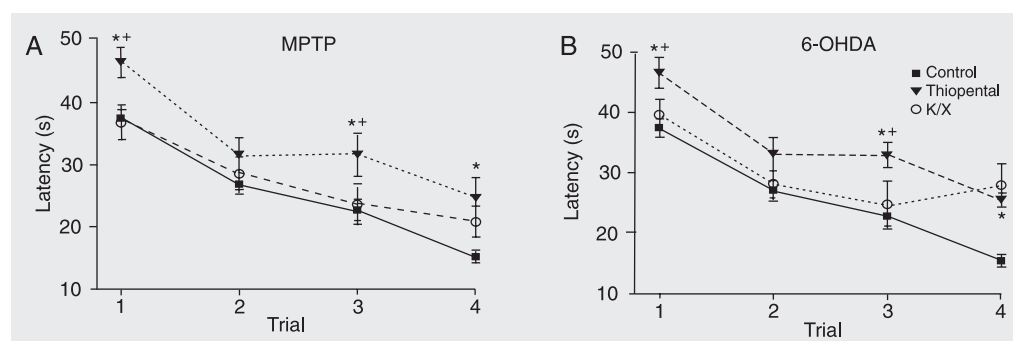 A
MPTP
50
40
30
20
10
Latency (s)
*+
*+
*
1 2 3 4
Trial
B
6-OHDA
50
40
30
20
10
Latency (s)
*+
*+
*
Control
Thiopental
K/X
1 2 3 4
Trial